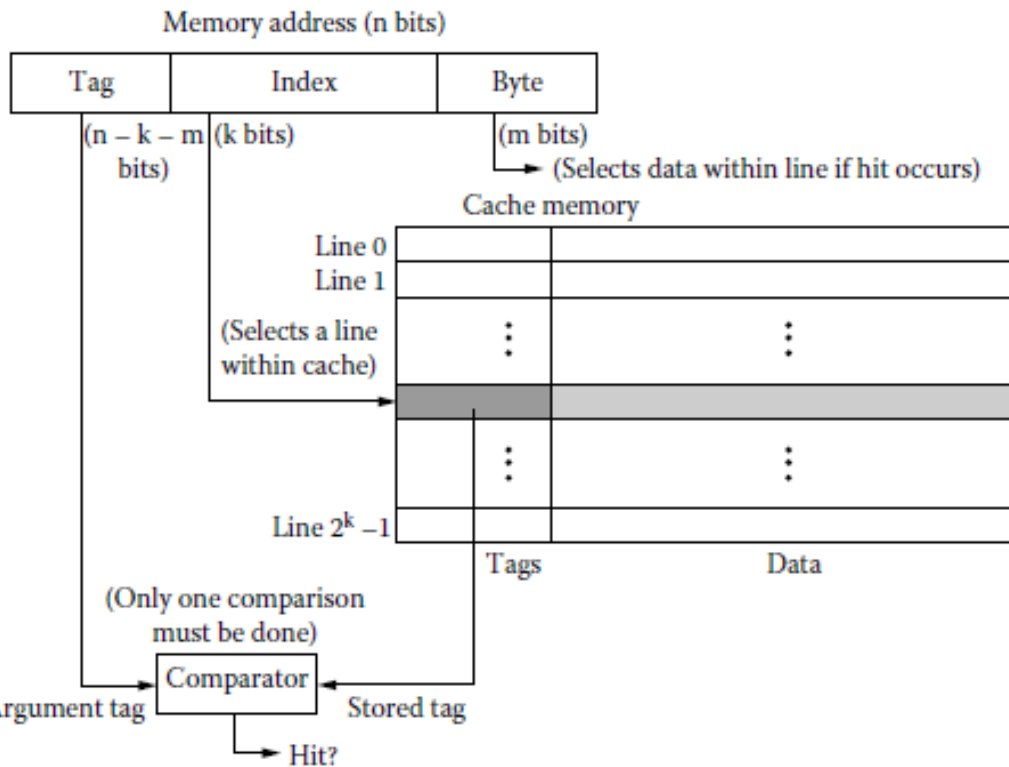 Memory address (n bits)
Tag Index Byte
(n – k – m (k bits) (m bits)
bits)
(Selects data within line if hit occurs)
Cache memory
Line 0
Line 1
(Selects a line
within cache)
Line 2^k –1
Tags Data
(Only one comparison
must be done)
Comparator
Argument tag Stored tag
Hit?